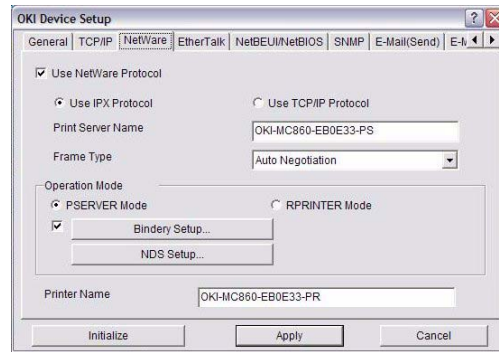 OKI Device Setup
General TCP/IP NetWare EtherTalk NetBEUI/NetBIOS SNMP E-Mail(Send)
Use NetWare Protocol
Use IPX Protocol Use TCP/IP Protocol
Print Server Name OKI-MC860-EB0E33-PS
Frame Type Auto Negotiation
Operation Mode
PSERVER Mode RPRINTER Mode
Bindery Setup...
NDS Setup...
Printer Name OKI-MC860-EB0E33-PR
Initialize Apply Cancel